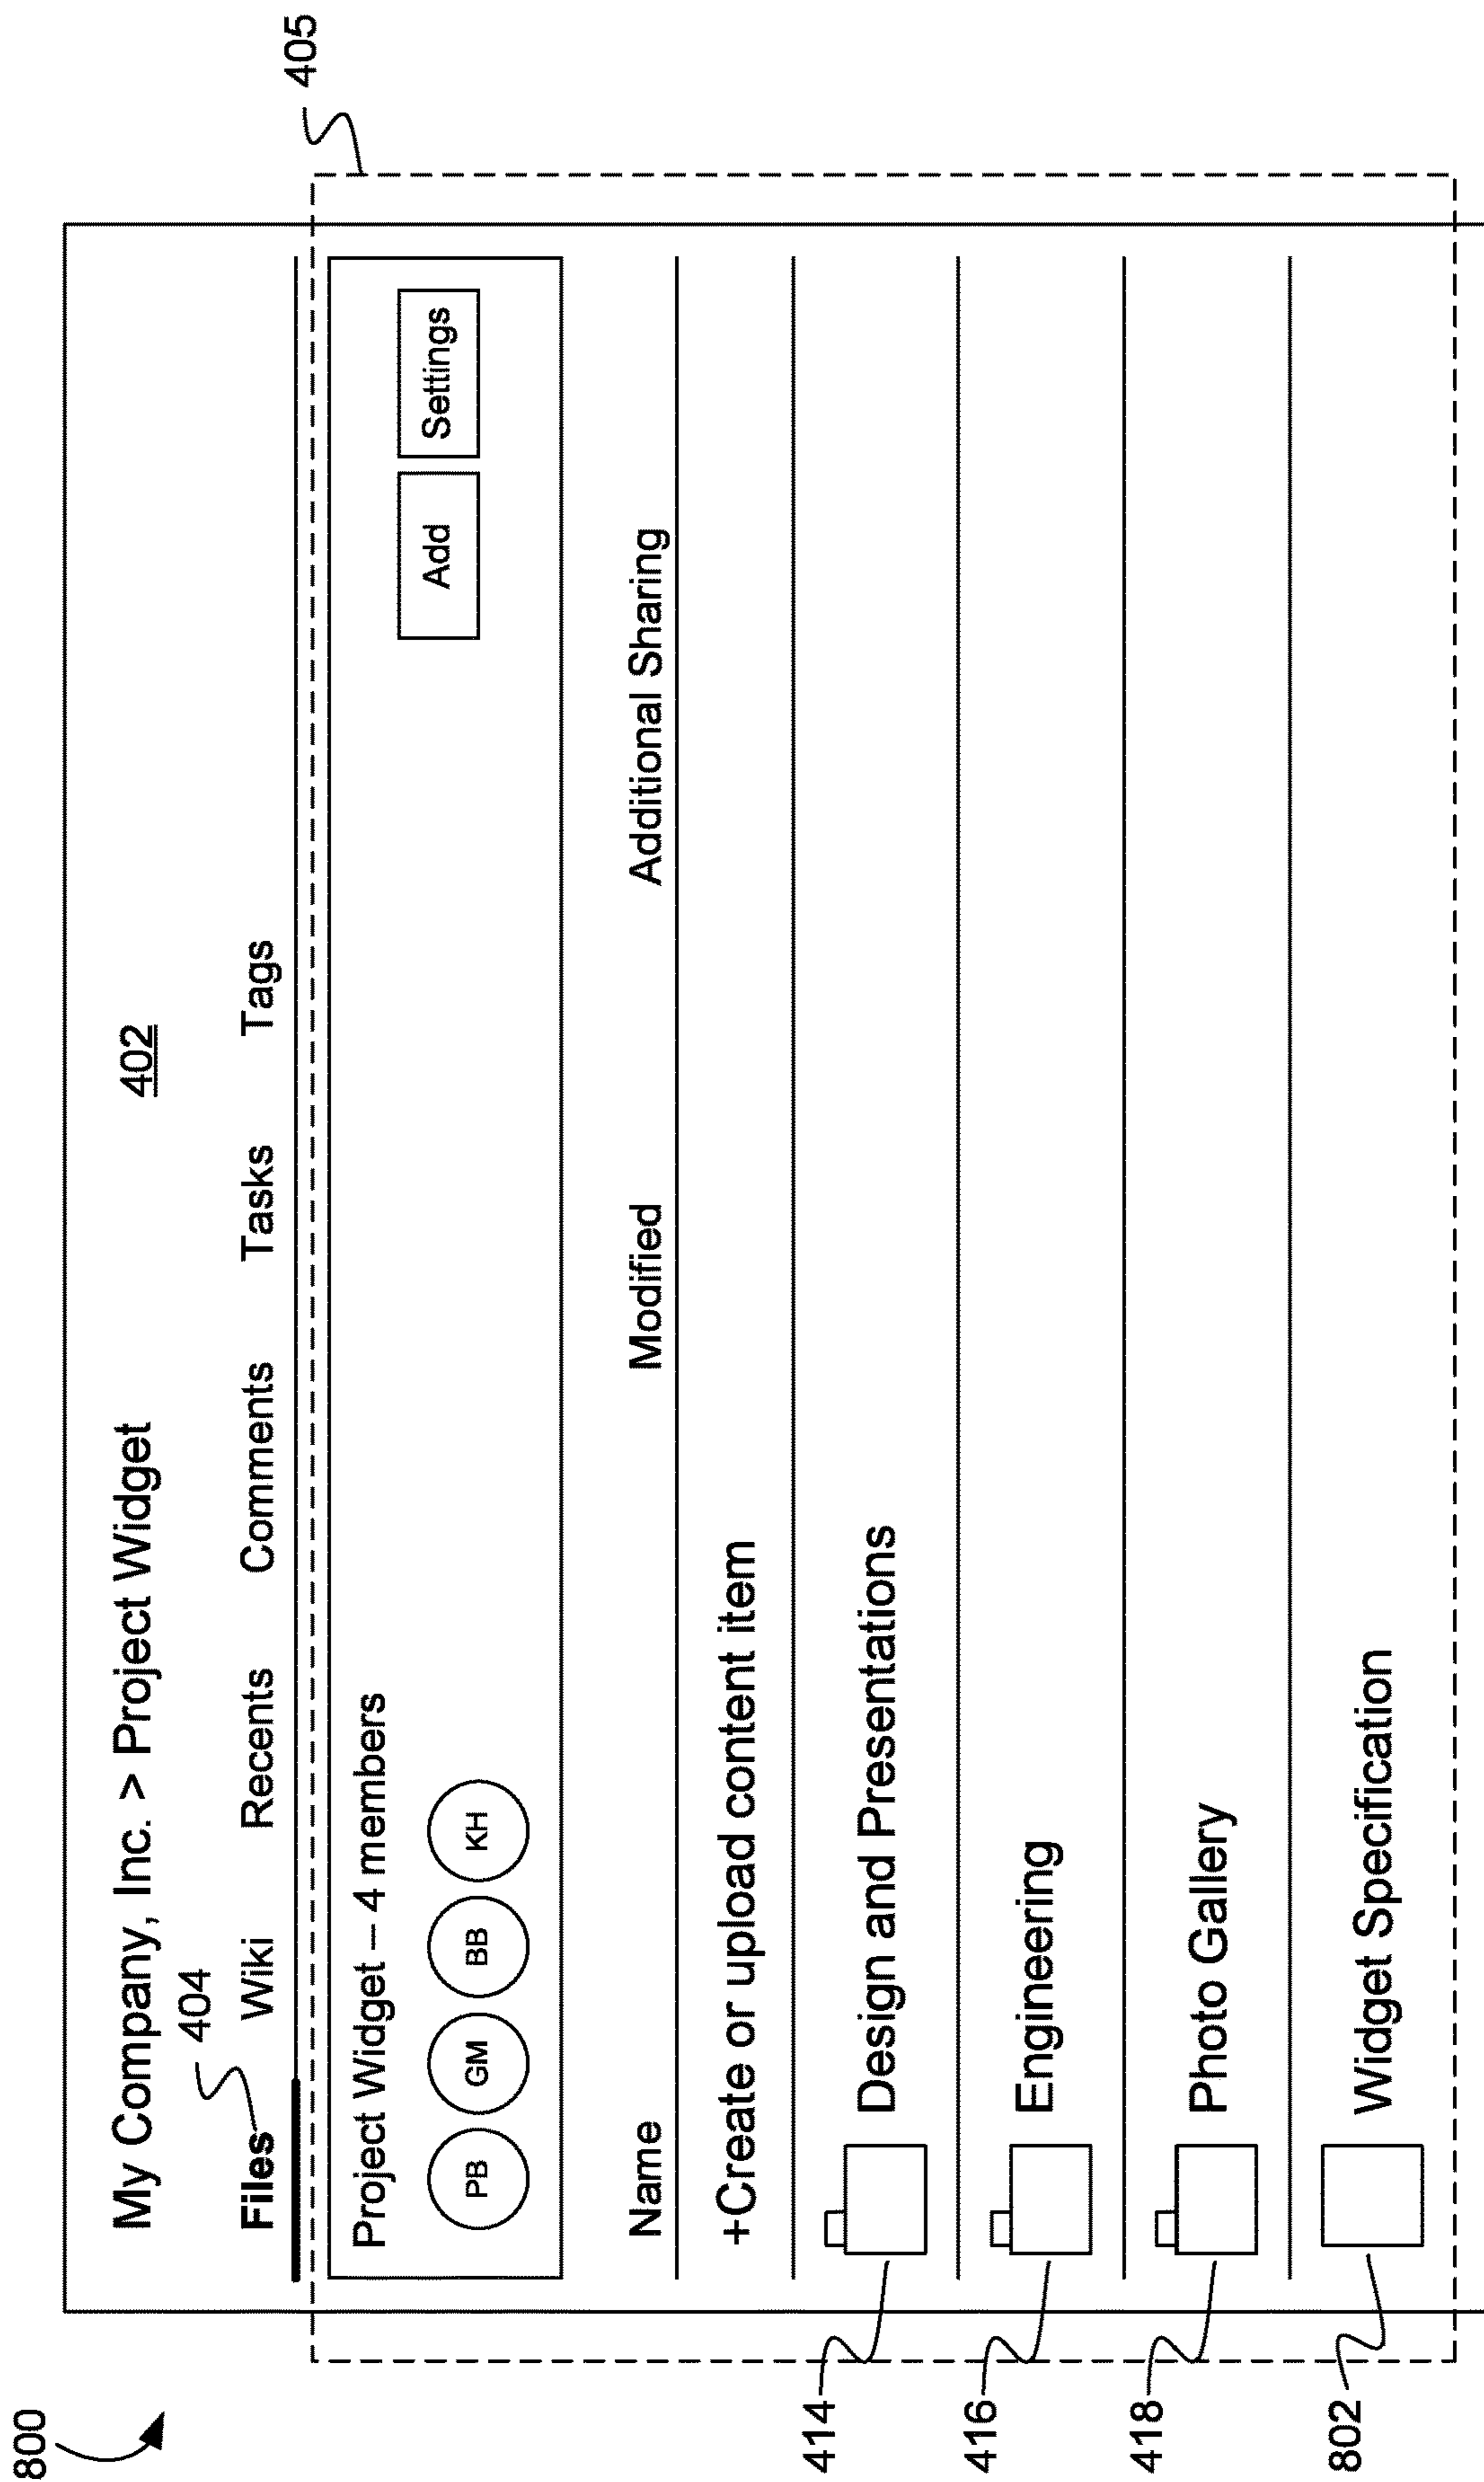 800
My Company, Inc. > Project Widget
402
404
Files Wiki Recents Comments Tasks Tags
405
Project Widget – 4 members
PB GM BB KH
Add Settings
Name Modified Additional Sharing
+Create or upload content item
414 Design and Presentations
416 Engineering
418 Photo Gallery
802 Widget Specification